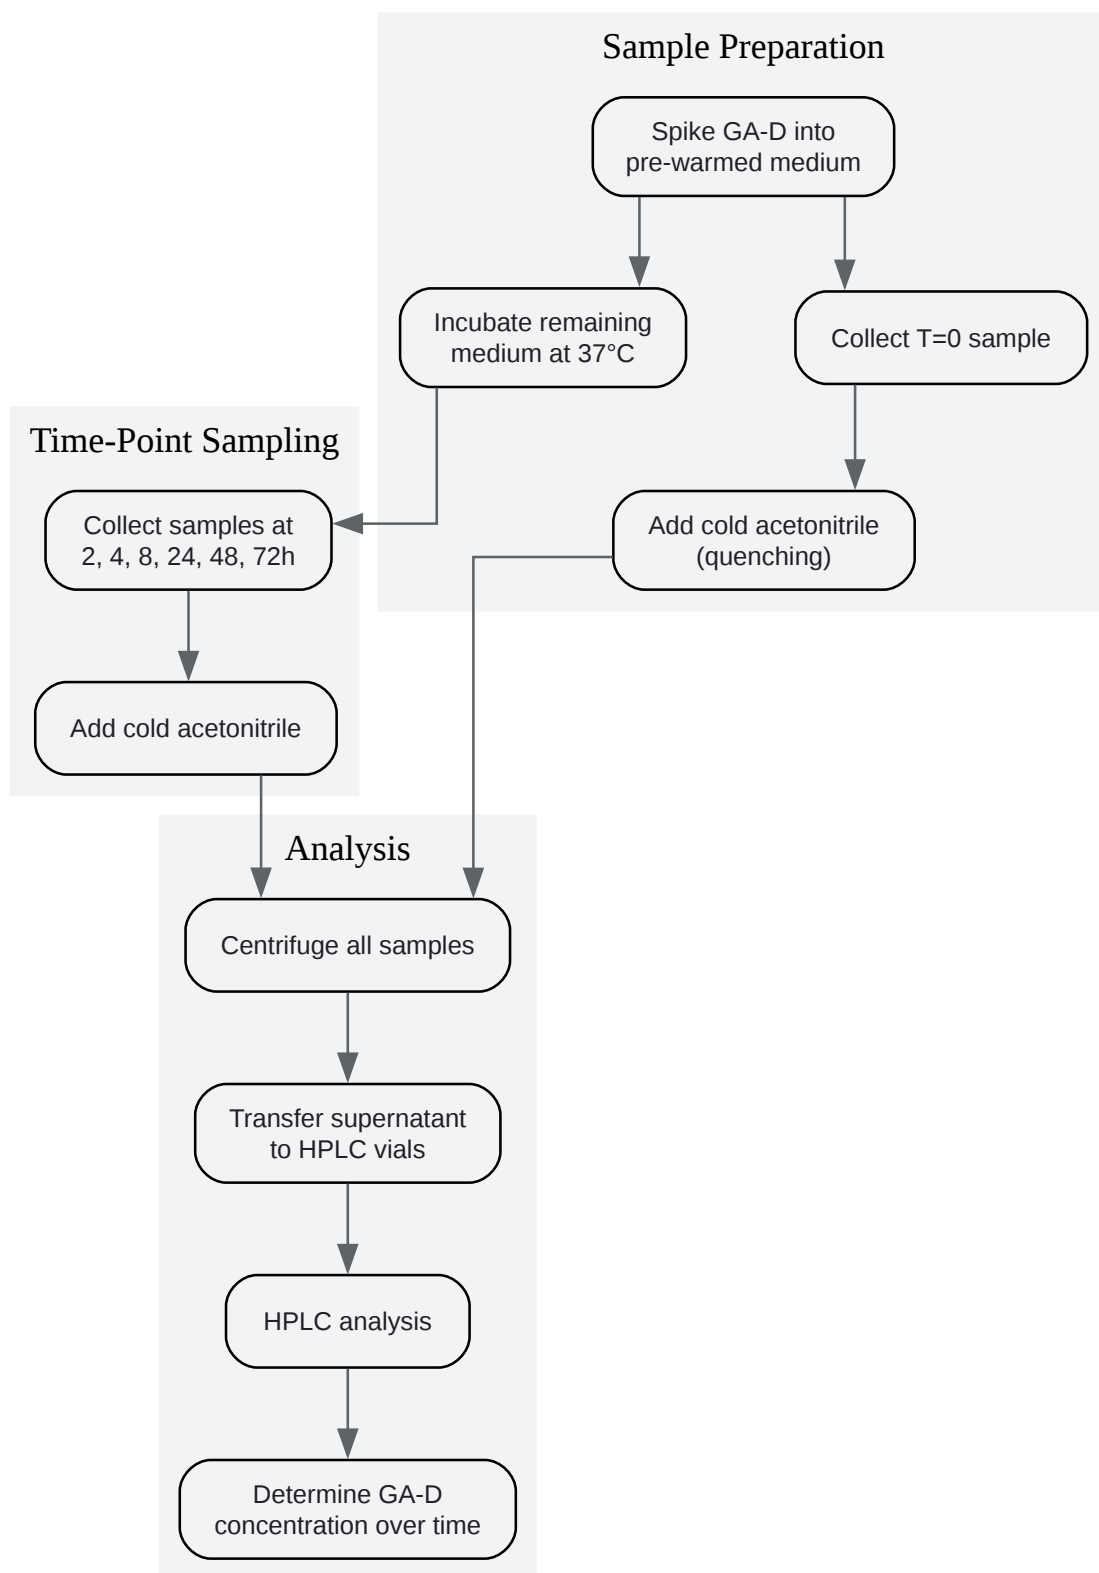 Sample Preparation
Spike GA-D into
pre-warmed medium
Incubate remaining
medium at 37°C
Collect T=0 sample
Time-Point Sampling
Collect samples at
2, 4, 8, 24, 48, 72h
Add cold acetonitrile
(quenching)
Add cold acetonitrile
Analysis
Centrifuge all samples
Transfer supernatant
to HPLC vials
HPLC analysis
Determine GA-D
concentration over time